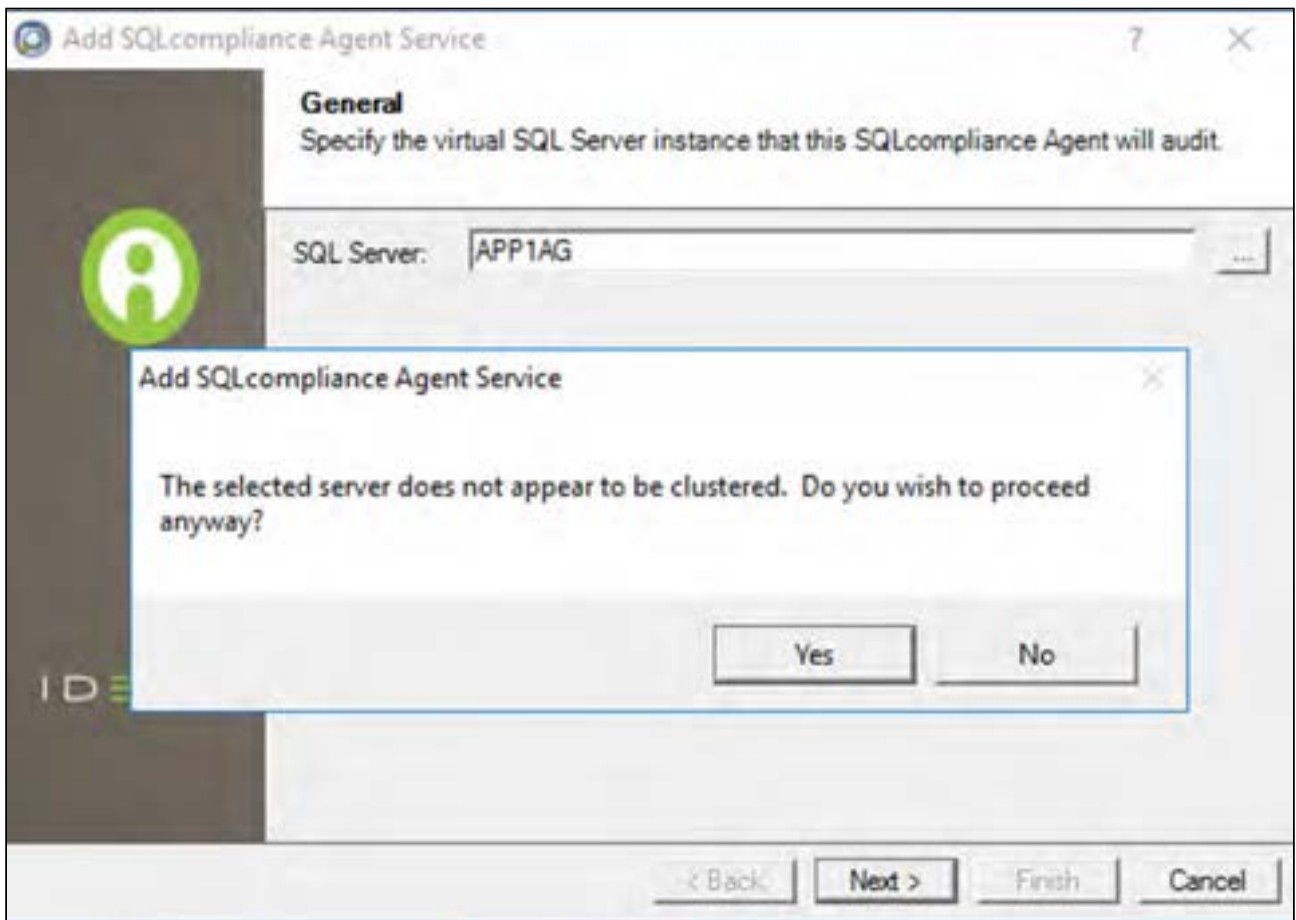 Add SQLcompliance Agent Service
?
General
Specify the virtual SQL Server instance that this SQLcompliance Agent will audit.
SQL Server:
APP1AG
...
Add SQLcompliance Agent Service
The selected server does not appear to be clustered. Do you wish to proceed
anyway?
Yes
No
IDE
< Back
Next >
Finish
Cancel